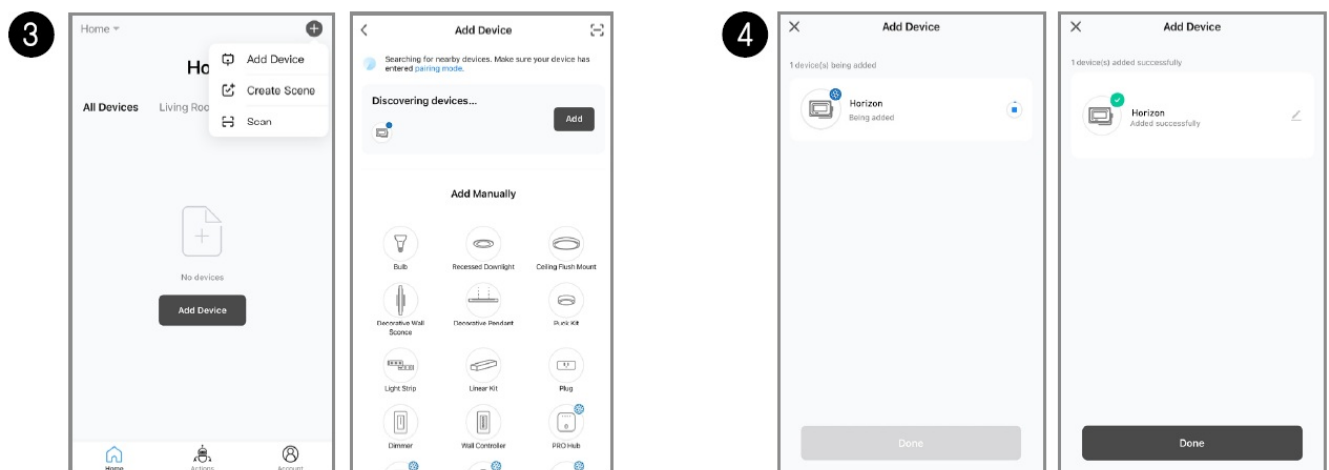 3
Home
Add Device
Create Scene
Scan
Ho
All Devices Living Roo
No devices
Add Device
Home Actions Account
Add Device
Searching for nearby devices. Make sure your device has
entered pairing mode.
Discovering devices...
Add
Add Manually
Bulb Recessed Downlight Ceiling Flush Mount
Decorative Wall
Sconce
Decorative Pendant Puck Kit
Light Strip Linear Kit Plug
Dimmer Wall Controller PRO Hub
4
Add Device
1 device(s) being added
Horizon
Being added
Done
Add Device
1 device(s) added successfully
Horizon
Added successfully
Done